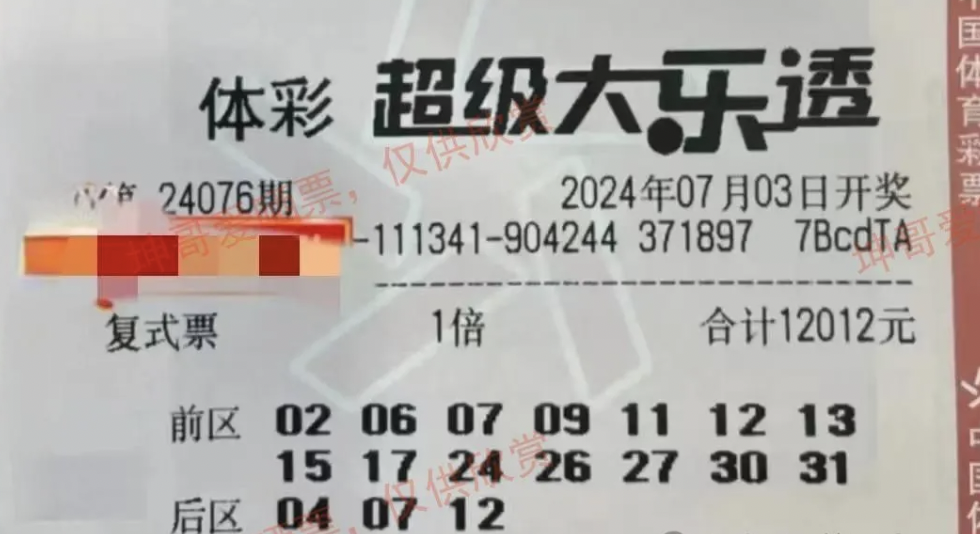 体彩 超级大乐透
第 24076期 2024年07月03日开奖
-111341-904244 371897 7BcdTA
复式票 1倍 合计12012元
前区 02 06 07 09 11 12 13
15 17 24 26 27 30 31
后区 04 07 12
坤哥爱彩票，仅供欣赏
仅供欣赏
坤哥爱
中国体育彩票
中国体